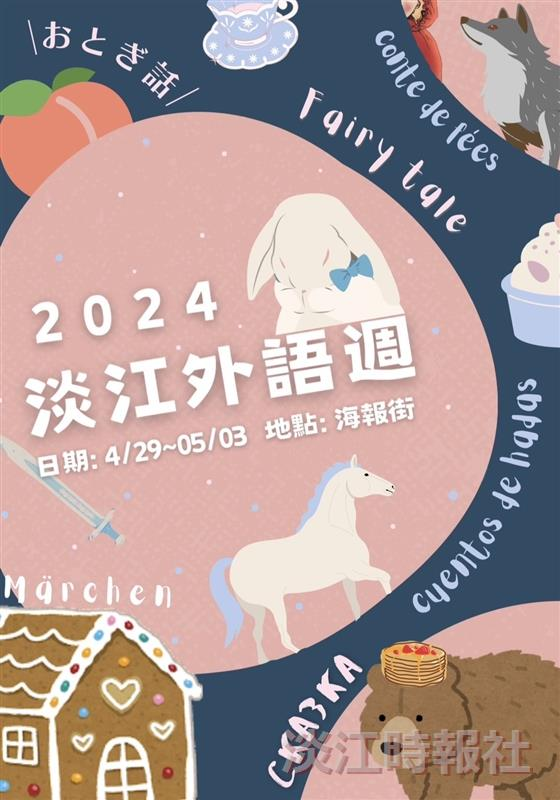 \おとぎ話/
Fairy tale
conte de fées
2024
淡江外語週
日期: 4/29~05/03 地點: 海報街
cuentos de hadas
Märchen
СКАЗКА
淡江時報社